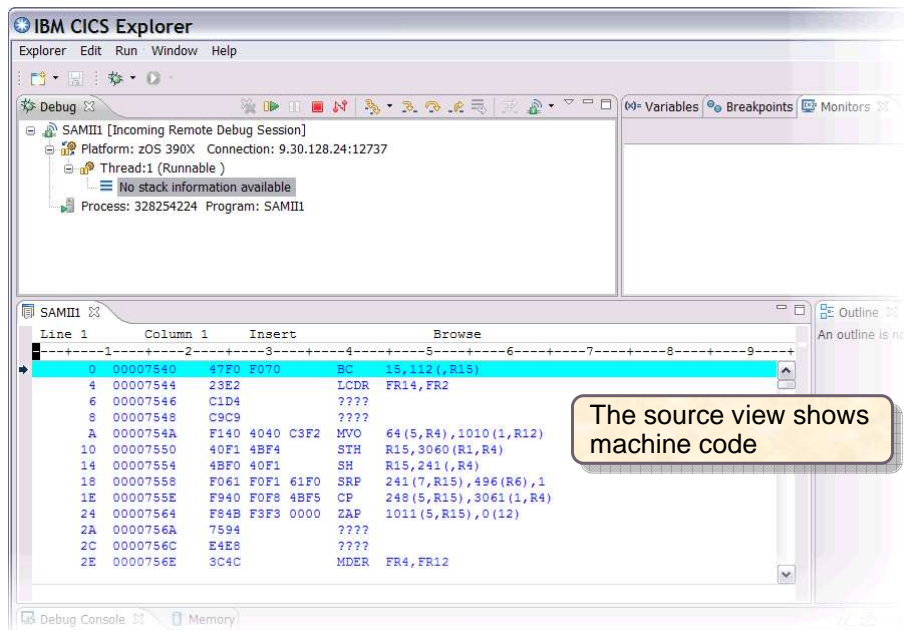 IBM CICS Explorer
Explorer Edit Run Window Help
Debug
(x)= Variables Breakpoints Monitors
SAMII1 [Incoming Remote Debug Session]
Platform: zOS 390X Connection: 9.30.128.24:12737
Thread:1 (Runnable )
No stack information available
Process: 328254224 Program: SAMII1
SAMII1
Outline
Line 1 Column 1 Insert Browse
An outline is no
----+----1----+----2----+----3----+----4----+----5----+----6----+----7----+----8----+----9----+
0 00007540 47F0 F070 BC 15,112(,R15)
4 00007544 23E2 LCDR FR14,FR2
6 00007546 C1D4 ????
8 00007548 C9C9 ????
A 0000754A F140 4040 C3F2 MVO 64(5,R4),1010(1,R12)
10 00007550 40F1 4BF4 STH R15,3060(R1,R4)
14 00007554 4BF0 40F1 SH R15,241(,R4)
18 00007558 F061 F0F1 61F0 SRP 241(7,R15),496(R6),1
1E 0000755E F940 F0F8 4BF5 CP 248(5,R15),3061(1,R4)
24 00007564 F84B F3F3 0000 ZAP 1011(5,R15),0(12)
2A 0000756A 7594 ????
2C 0000756C E4E8 ????
2E 0000756E 3C4C MDER FR4,FR12
The source view shows
machine code
Debug Console Memory